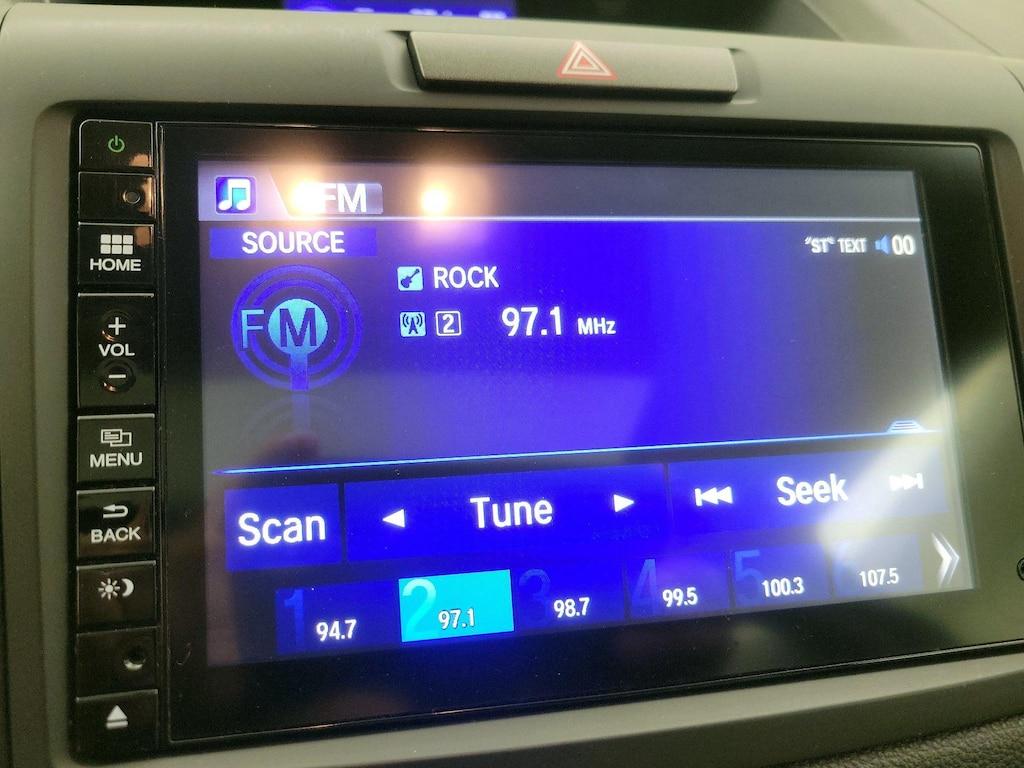 FM
SOURCE
"ST" TEXT 00
ROCK
FM
2 97.1 MHz
HOME
VOL
MENU
BACK
Scan Tune Seek
1 94.7
2 97.1
3 98.7
4 99.5
5 100.3
107.5